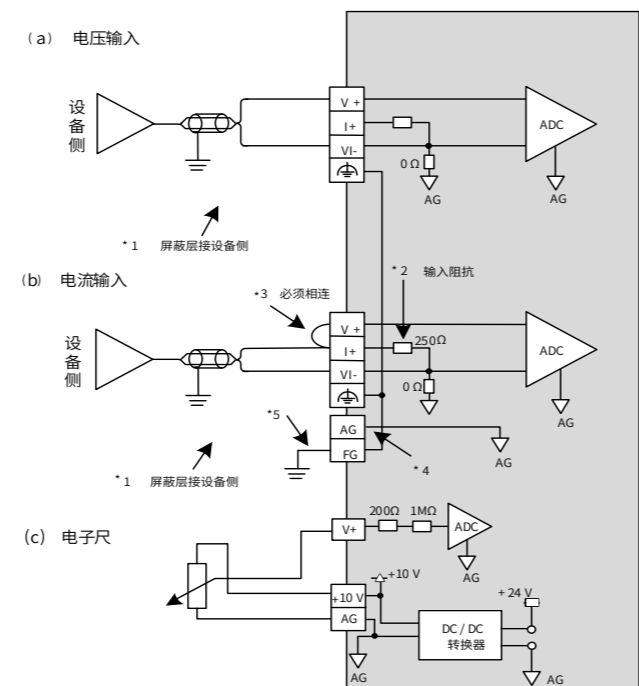 (a) 电压输入
设备侧
V+
I+
VI-
0Ω
AG
ADC
AG
*1 屏蔽层接设备侧
(b) 电流输入
*2 输入阻抗
*3 必须相连
设备侧
V+
I+
250Ω
VI-
0Ω
ADC
AG
*5
AG
FG
AG
*4
*1 屏蔽层接设备侧
(c) 电子尺
V+
200Ω
1MΩ
ADC
AG
+10 V
+24 V
+10 V
AG
DC/DC
转换器
AG
AG